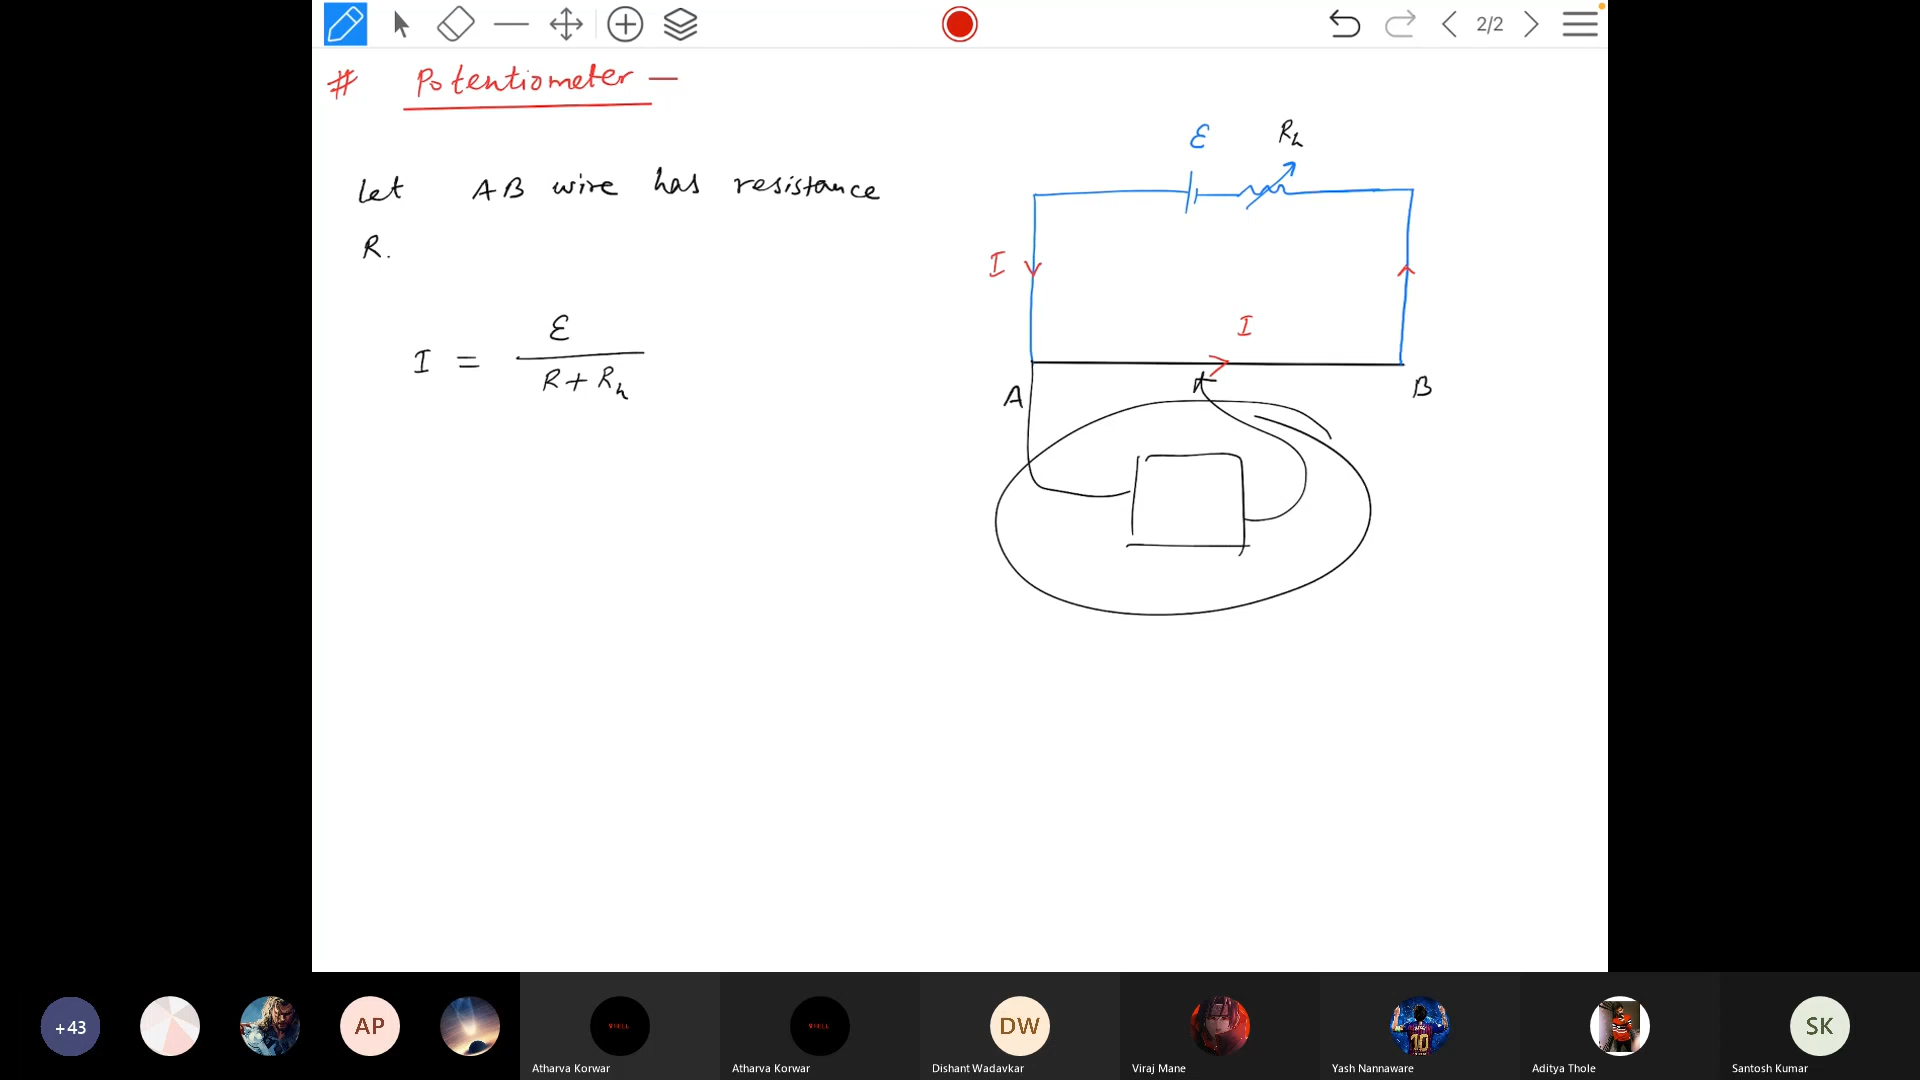 2/2
# Potentiometer —
Let AB wire has resistance
R.
I = ε / R + Rh
ε
Rh
I
I
A
B
+43
AP
DW
10
SK
Atharva Korwar
Atharva Korwar
Dishant Wadavkar
Viraj Mane
Yash Nannaware
Aditya Thole
Santosh Kumar